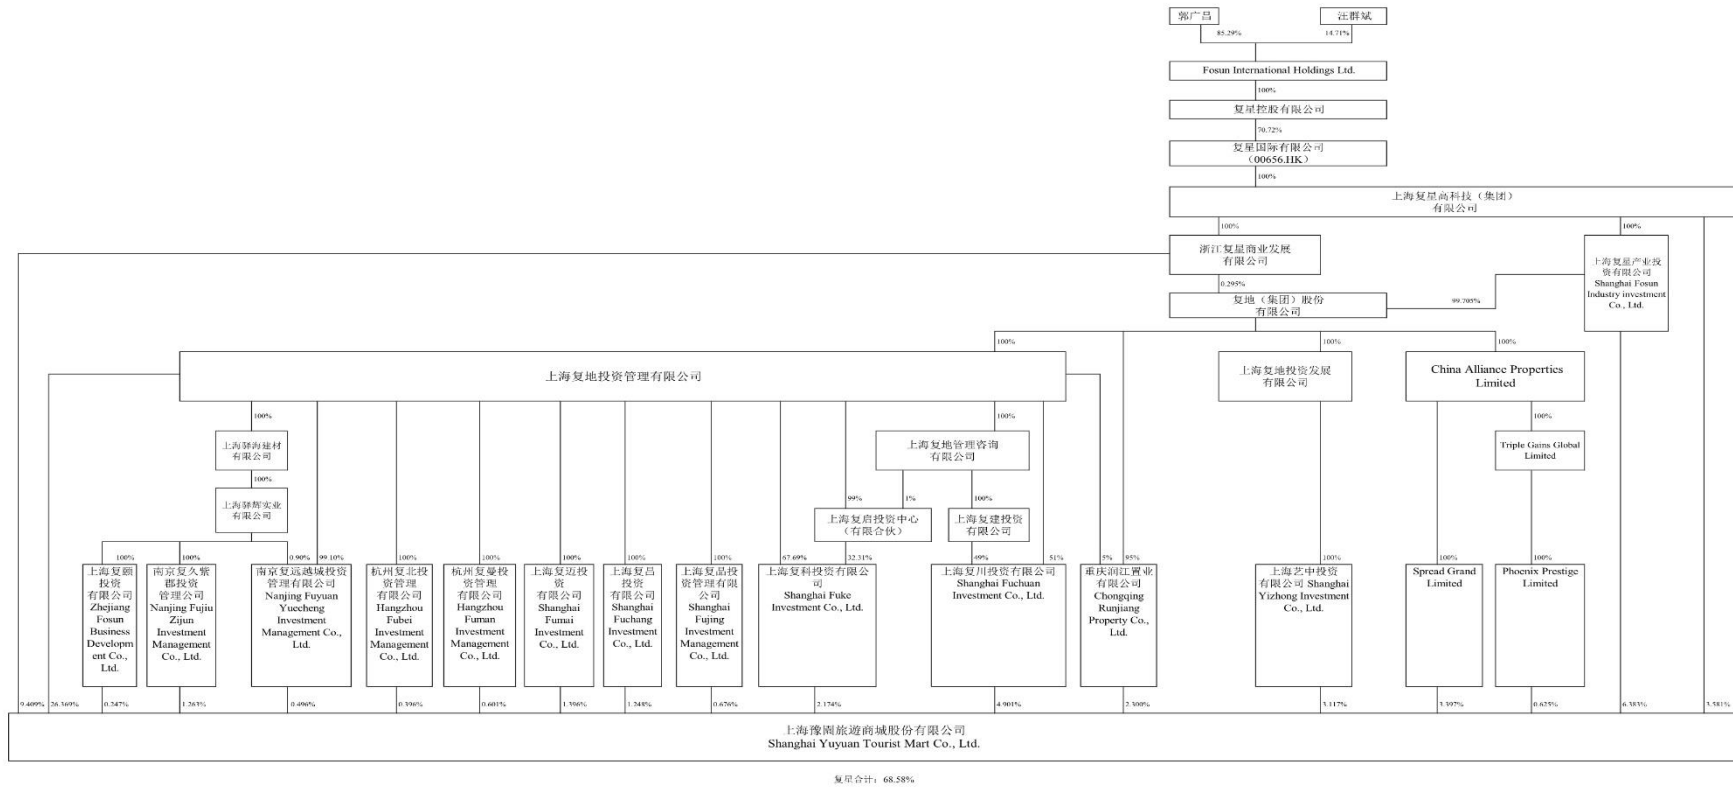 郭广昌
汪群斌
85.29%
14.71%
Fosun International Holdings Ltd.
100%
复星控股有限公司
70.72%
复星国际有限公司
（00656.HK）
100%
上海复星高科技（集团）
有限公司
100%
100%
浙江复星商业发展
有限公司
上海复星产业投
资有限公司
Shanghai Fosun
Industry investment
Co., Ltd.
0.295%
99.705%
复地（集团）股份
有限公司
100%
100%
100%
上海复地投资管理有限公司
上海复地投资发展
有限公司
China Alliance Properties
Limited
100%
100%
100%
上海驿海建材
有限公司
上海复地管理咨询
有限公司
Triple Gains Global
Limited
100%
99%
1%
100%
上海驿辉实业
有限公司
上海复启投资中心
（有限合伙）
上海复建投资
有限公司
100%
100%
0.90%
99.10%
100%
100%
100%
100%
100%
67.69%
32.31%
49%
51%
5%
95%
100%
100%
100%
上海复颐
投资
有限公司
Zhejiang
Fosun
Business
Developm
ent Co.,
Ltd.
南京复久紫
郡投资
管理公司
Nanjing Fujiu
Zijun
Investment
Management
Co., Ltd.
南京复远越城投资
管理有限公司
Nanjing Fuyuan
Yuecheng
Investment
Management Co.,
Ltd.
杭州复北投
资管理
有限公司
Hangzhou
Fubei
Investment
Management
Co., Ltd.
杭州复曼投
资管理
有限公司
Hangzhou
Fuman
Investment
Management
Co., Ltd.
上海复迈投
资
有限公司
Shanghai
Fumai
Investment
Co., Ltd.
上海复昌
投资
有限公司
Shanghai
Fuchang
Investment
Co., Ltd.
上海复晶投
资管理有限
公司
Shanghai
Fujing
Investment
Management
Co., Ltd.
上海复科投资有限公
司
Shanghai Fuke
Investment Co., Ltd.
上海复川投资有限公司
Shanghai Fuchuan
Investment Co., Ltd.
重庆润江置业
有限公司
Chongqing
Runjiang
Property Co.,
Ltd.
上海艺中投资
有限公司 Shanghai
Yizhong Investment
Co., Ltd.
Spread Grand
Limited
Phoenix Prestige
Limited
9.409%
26.369%
0.247%
1.263%
0.496%
0.396%
0.601%
1.396%
1.248%
0.676%
2.174%
4.901%
2.300%
3.117%
3.397%
0.625%
6.383%
3.581%
上海豫園旅遊商城股份有限公司
Shanghai Yuyuan Tourist Mart Co., Ltd.
复星合计：68.58%